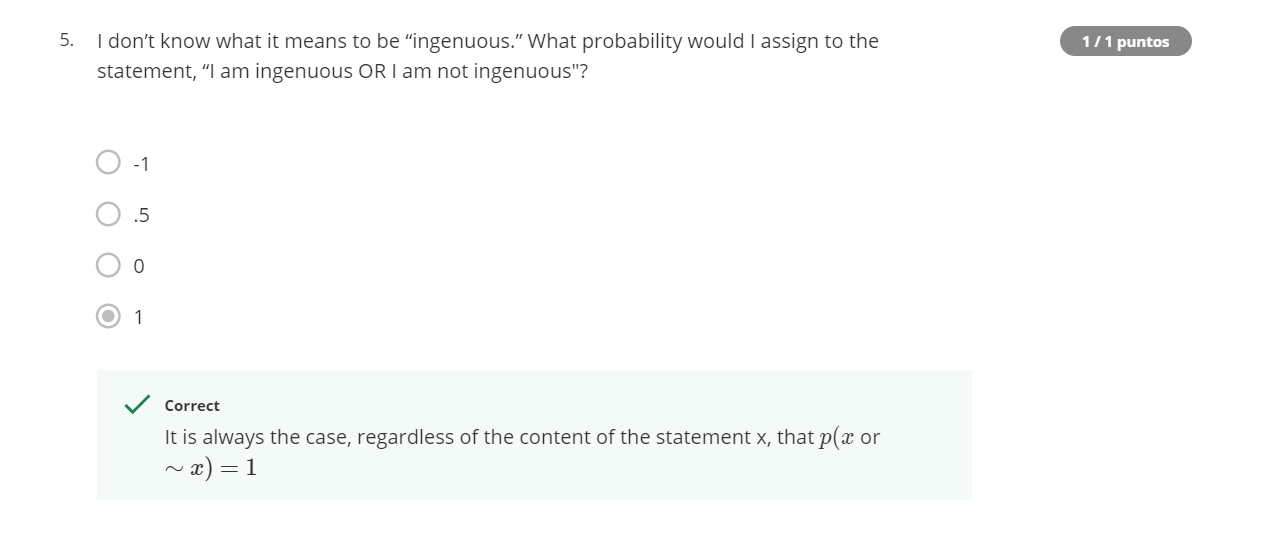 5. I don’t know what it means to be “ingenuous.” What probability would I assign to the
1 / 1 puntos
statement, “I am ingenuous OR I am not ingenuous"?
-1
.5
0
1
Correct
It is always the case, regardless of the content of the statement x, that p(x or
∼ x) = 1